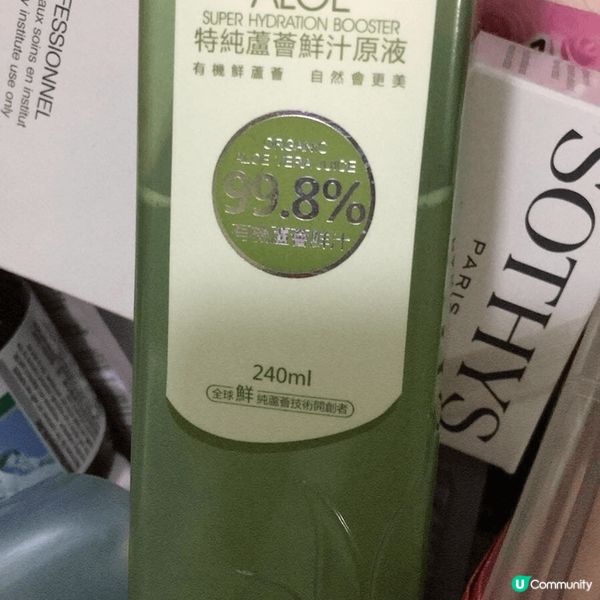 ALOE
SUPER HYDRATION BOOSTER
特純蘆薈鮮汁原液
有機鮮蘆薈 自然會更美
ORGANIC
ALOE VERA JUICE
99.8%
有機蘆薈鮮汁
240ml
全球鮮純蘆薈技術開創者
SOTHYS
PARIS
ESSIONNEL
aux soins en institut
y institute use only
U Community